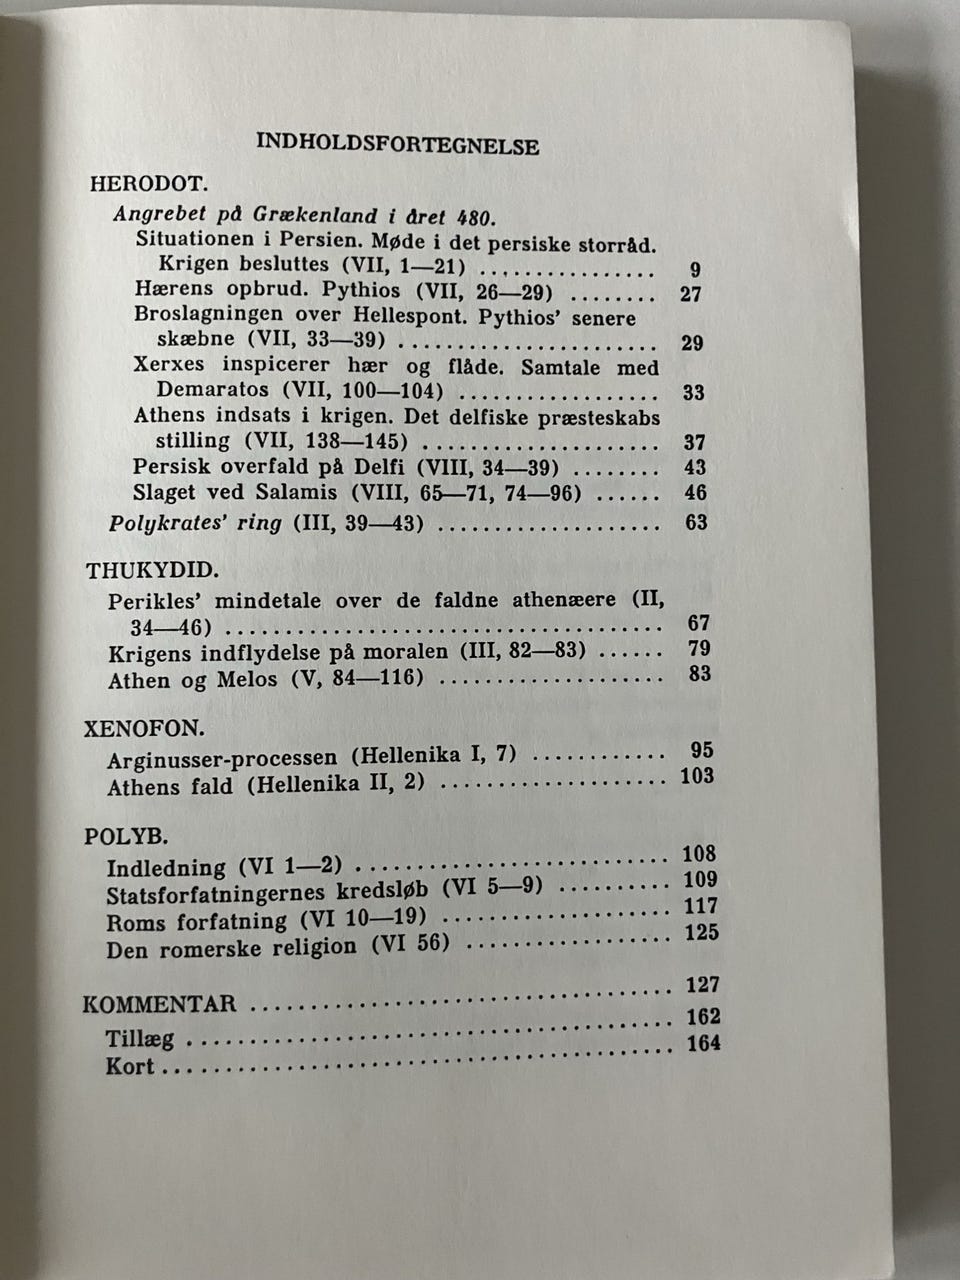 INDHOLDSFORTEGNELSE
HERODOT.
Angrebet på Grækenland i året 480.
Situationen i Persien. Møde i det persiske storråd.
Krigen besluttes (VII, 1—21) ................ 9
Hærens opbrud. Pythios (VII, 26—29) ........ 27
Broslagningen over Hellespont. Pythios' senere
skæbne (VII, 33—39) ...................... 29
Xerxes inspicerer hær og flåde. Samtale med
Demaratos (VII, 100—104) .................. 33
Athens indsats i krigen. Det delfiske præsteskabs
stilling (VII, 138—145) .................... 37
Persisk overfald på Delfi (VIII, 34—39) ........ 43
Slaget ved Salamis (VIII, 65—71, 74—96) ...... 46
Polykrates' ring (III, 39—43) ................... 63
THUKYDID.
Perikles' mindetale over de faldne athenæere (II,
34—46) .................................... 67
Krigens indflydelse på moralen (III, 82—83) ...... 79
Athen og Melos (V, 84—116) ................... 83
XENOFON.
Arginusser-processen (Hellenika I, 7) ............ 95
Athens fald (Hellenika II, 2) ................... 103
POLYB.
Indledning (VI 1—2) .......................... 108
Statsforfatningernes kredsløb (VI 5—9) .......... 109
Roms forfatning (VI 10—19) ................... 117
Den romerske religion (VI 56) ................. 125
KOMMENTAR ................................... 127
Tillæg ........................................ 162
Kort .......................................... 164